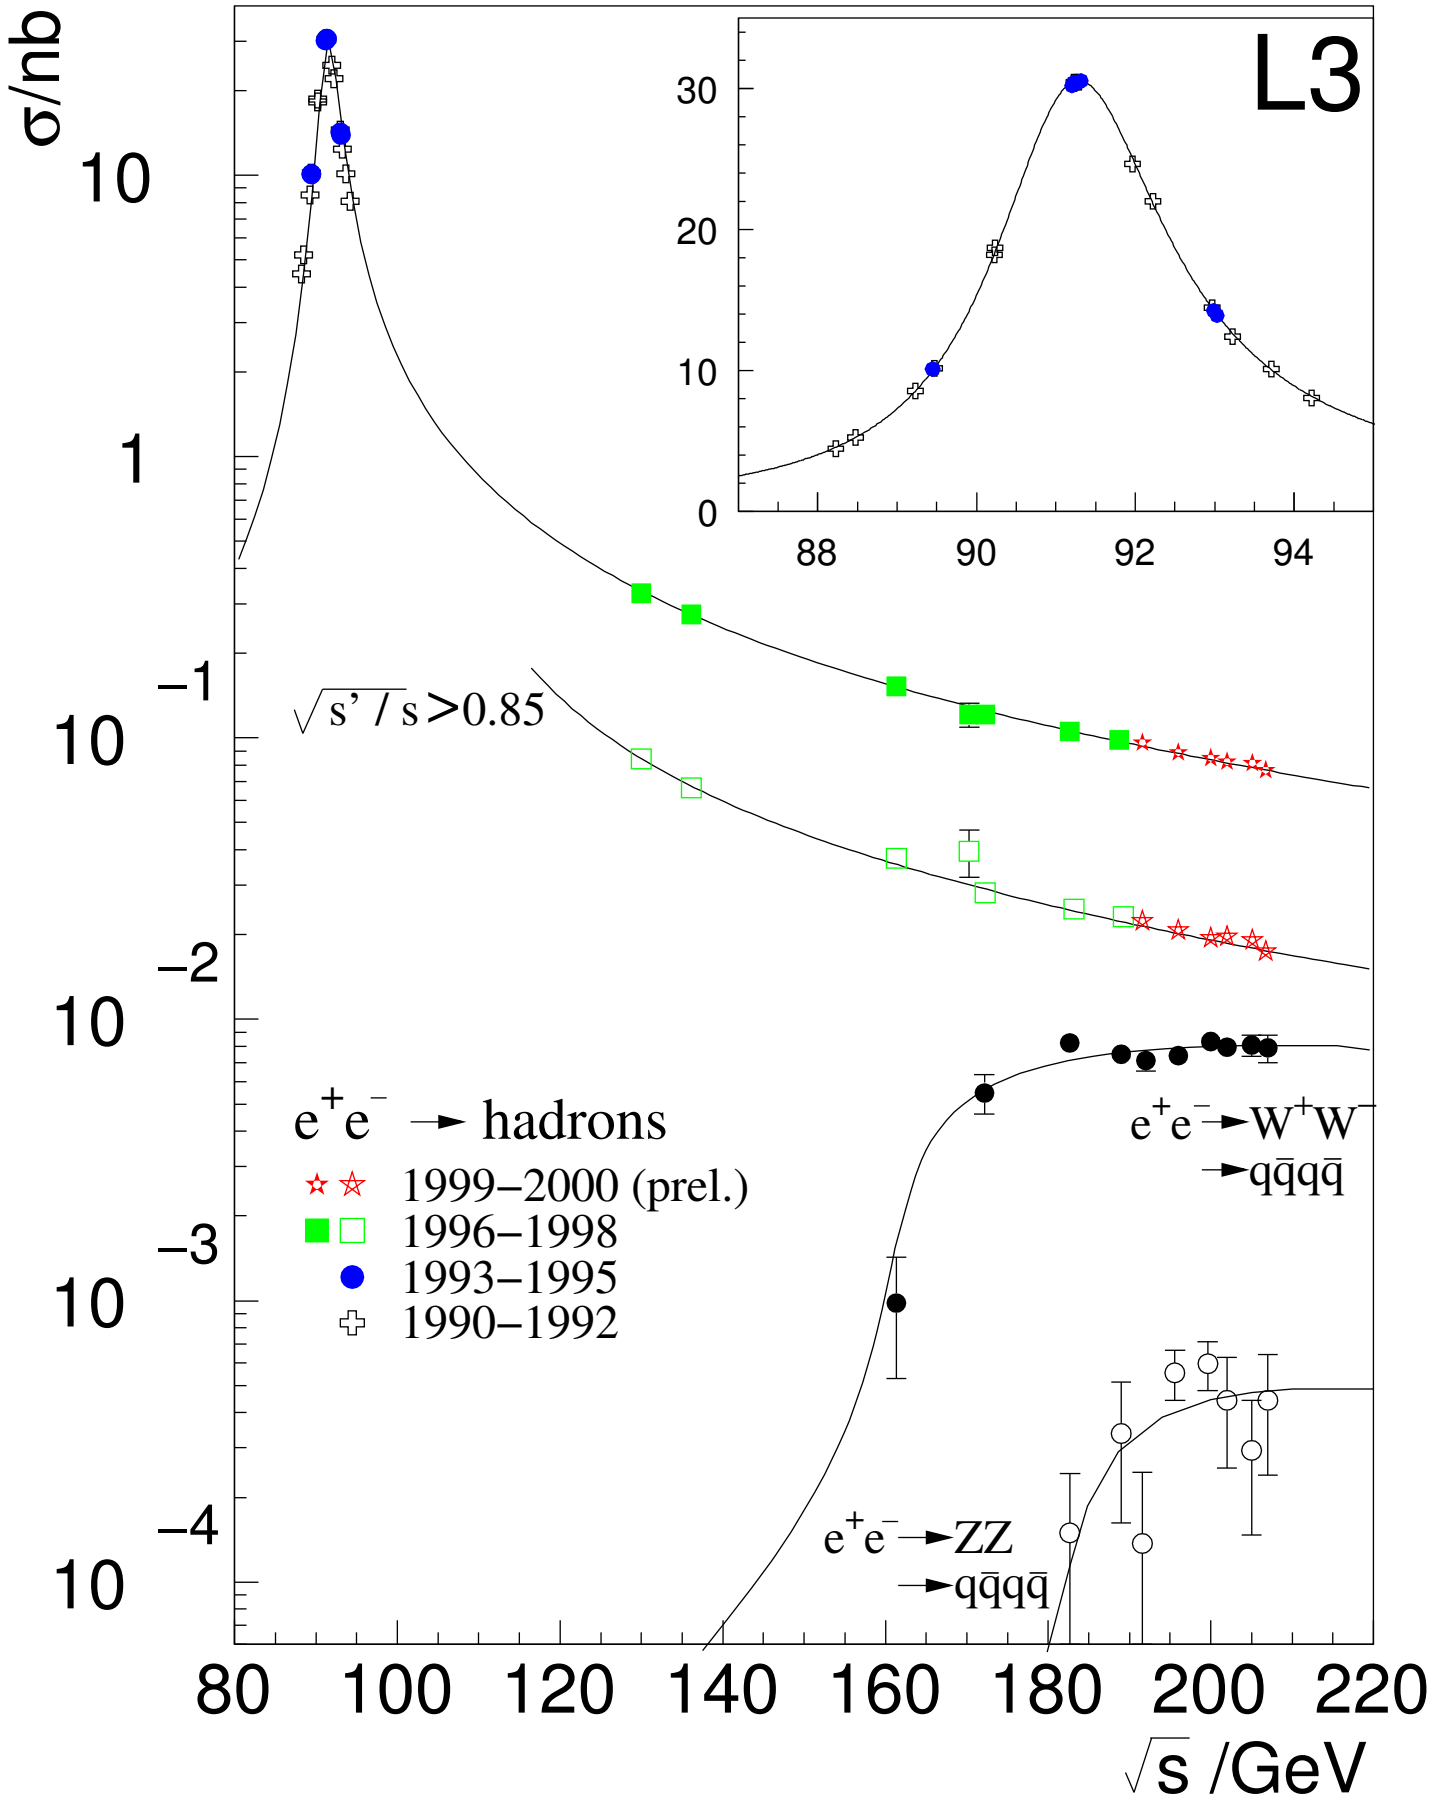 σ/nb
L3
30
20
10
0
88 90 92 94
10
1
10⁻¹
10⁻²
10⁻³
10⁻⁴
√s’/s>0.85
e⁺e⁻ → hadrons
1999−2000 (prel.)
1996−1998
1993−1995
1990−1992
e⁺e⁻→W⁺W⁻
→qq̄qq̄
e⁺e⁻→ZZ
→qq̄qq̄
80 100 120 140 160 180 200 220
√s /GeV